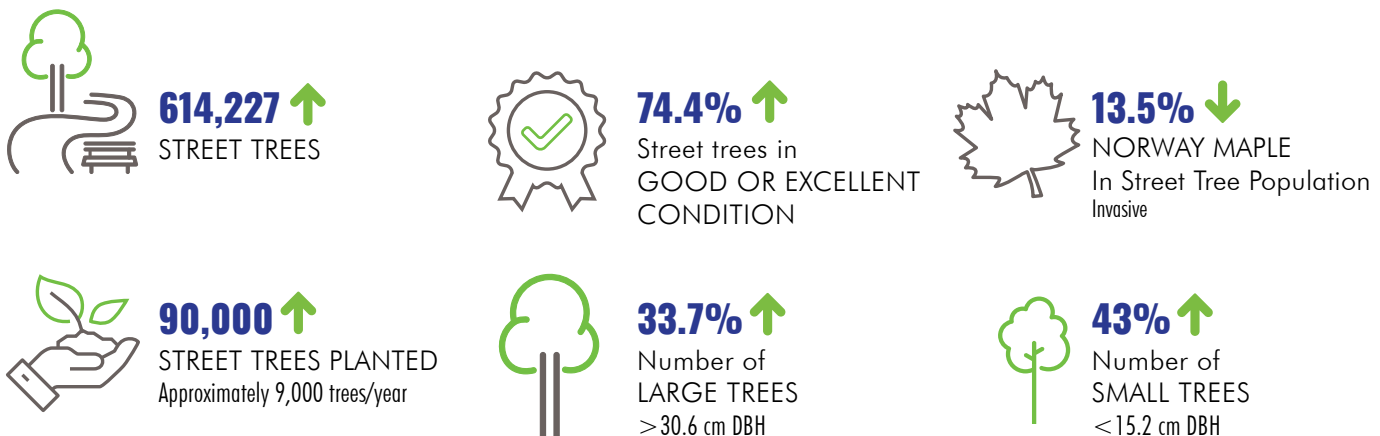 614,227
STREET TREES
74.4%
Street trees in
GOOD OR EXCELLENT
CONDITION
13.5%
NORWAY MAPLE
In Street Tree Population
Invasive
90,000
STREET TREES PLANTED
Approximately 9,000 trees/year
33.7%
Number of
LARGE TREES
>30.6 cm DBH
43%
Number of
SMALL TREES
<15.2 cm DBH